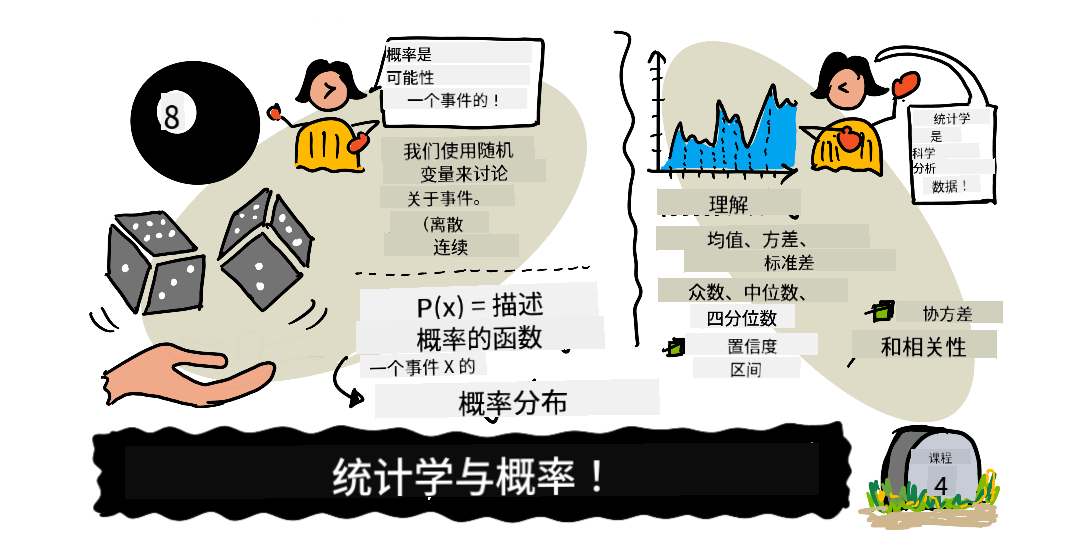 8
概率是
可能性
一个事件的！
我们使用随机
变量来讨论
关于事件。
（离散
连续
P(x) = 描述
概率的函数
一个事件 X 的
概率分布
统计学
是
科学
分析
数据！
理解
均值、方差、
标准差
众数、中位数、
四分位数
置信度
区间
协方差
和相关性
统计学与概率！
课程
4